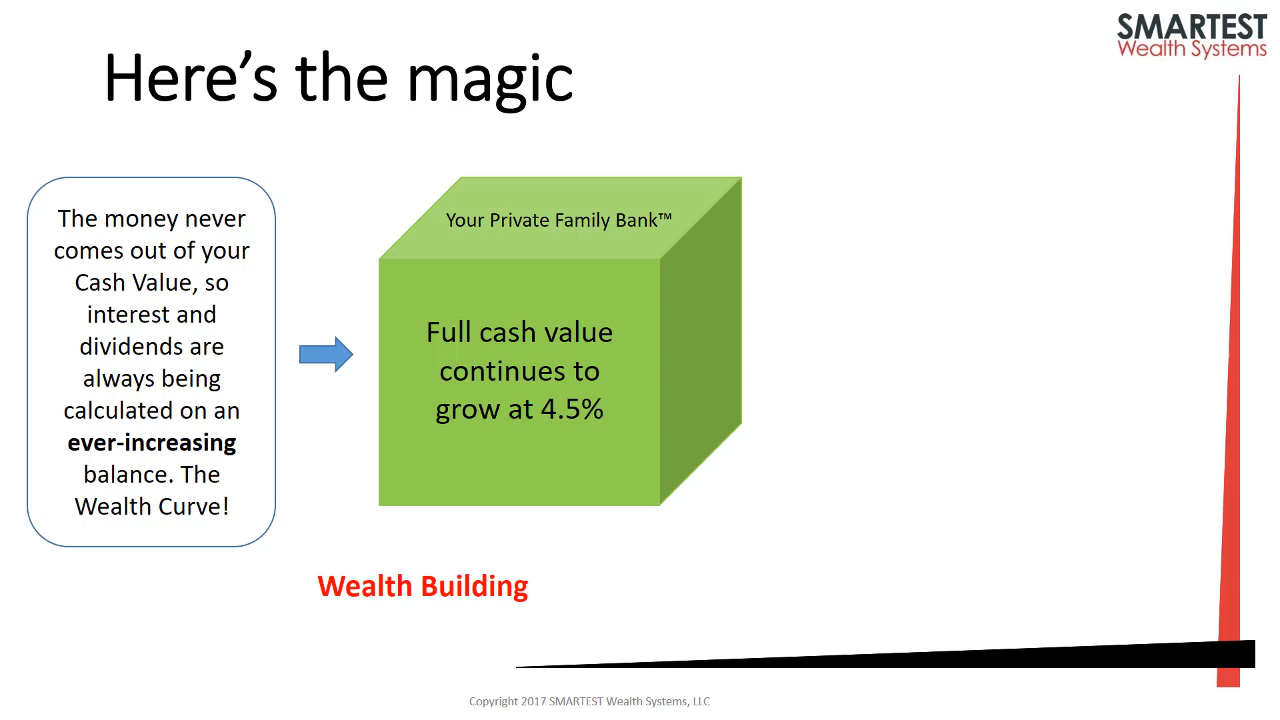 SMARTEST
Wealth Systems
Here’s the magic
The money never
comes out of your
Cash Value, so
interest and
dividends are
always being
calculated on an
ever-increasing
balance. The
Wealth Curve!
Your Private Family Bank™
Full cash value
continues to
grow at 4.5%
Wealth Building
Copyright 2017 SMARTEST Wealth Systems, LLC